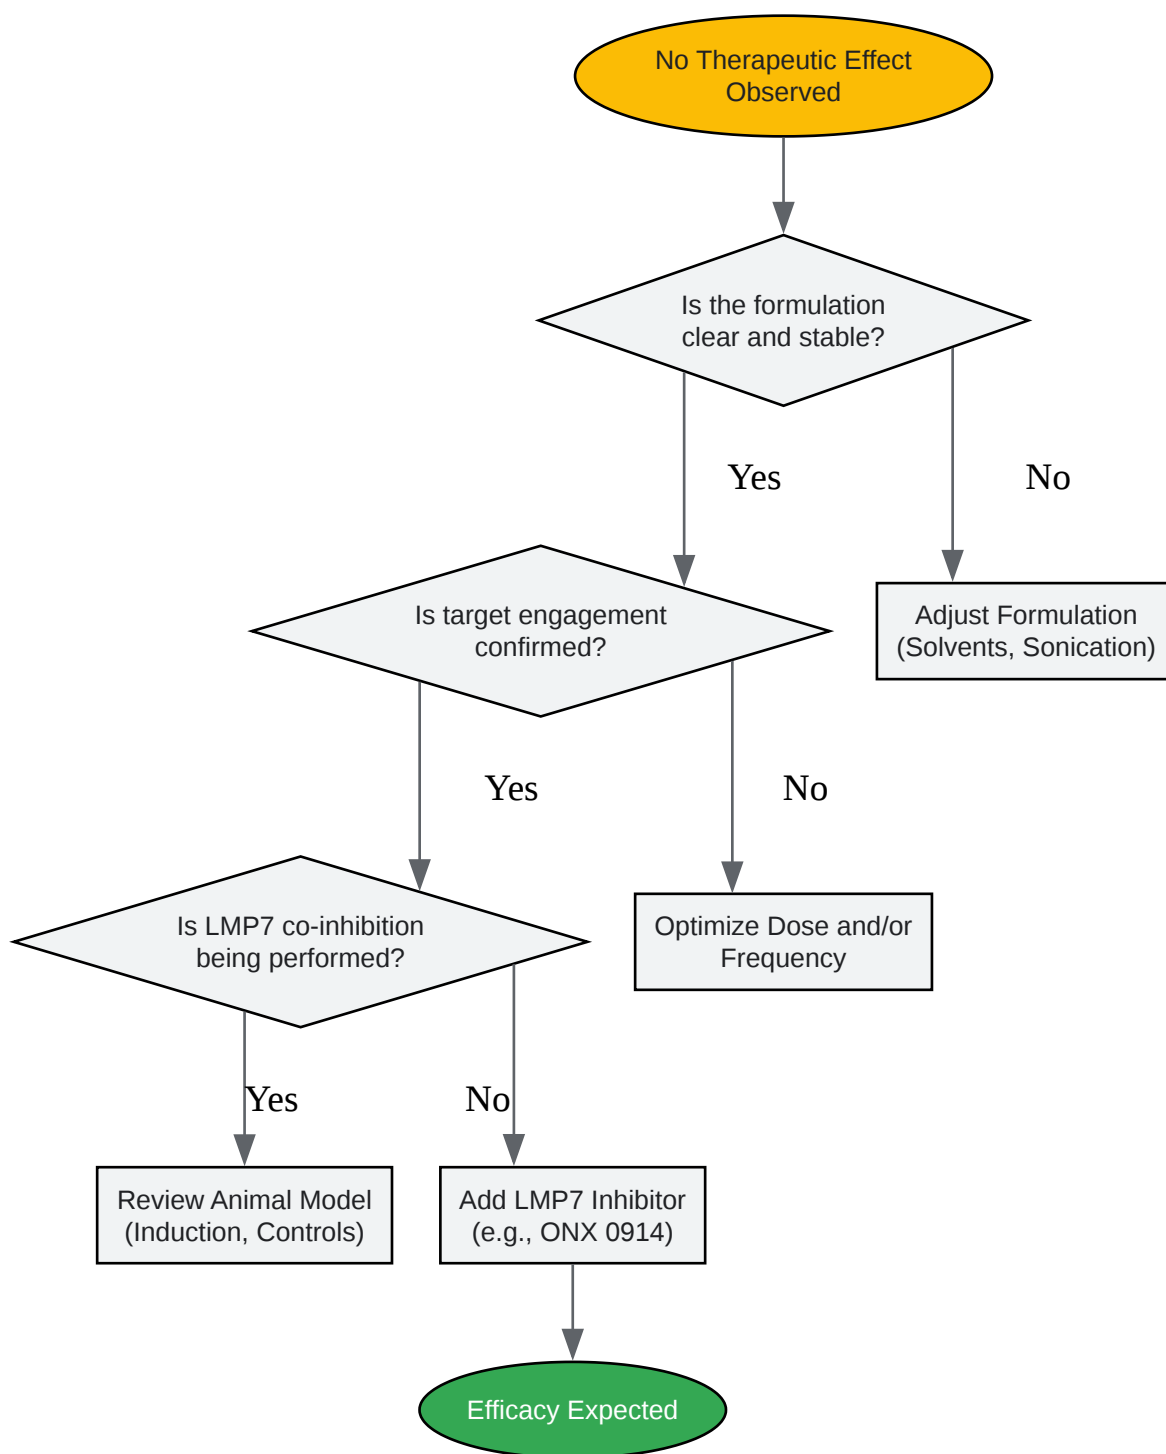 No Therapeutic Effect
Observed
Is the formulation
clear and stable?
Yes
No
Is target engagement
confirmed?
Adjust Formulation
(Solvents, Sonication)
Yes
No
Is LMP7 co-inhibition
being performed?
Optimize Dose and/or
Frequency
Yes
No
Review Animal Model
(Induction, Controls)
Add LMP7 Inhibitor
(e.g., ONX 0914)
Efficacy Expected